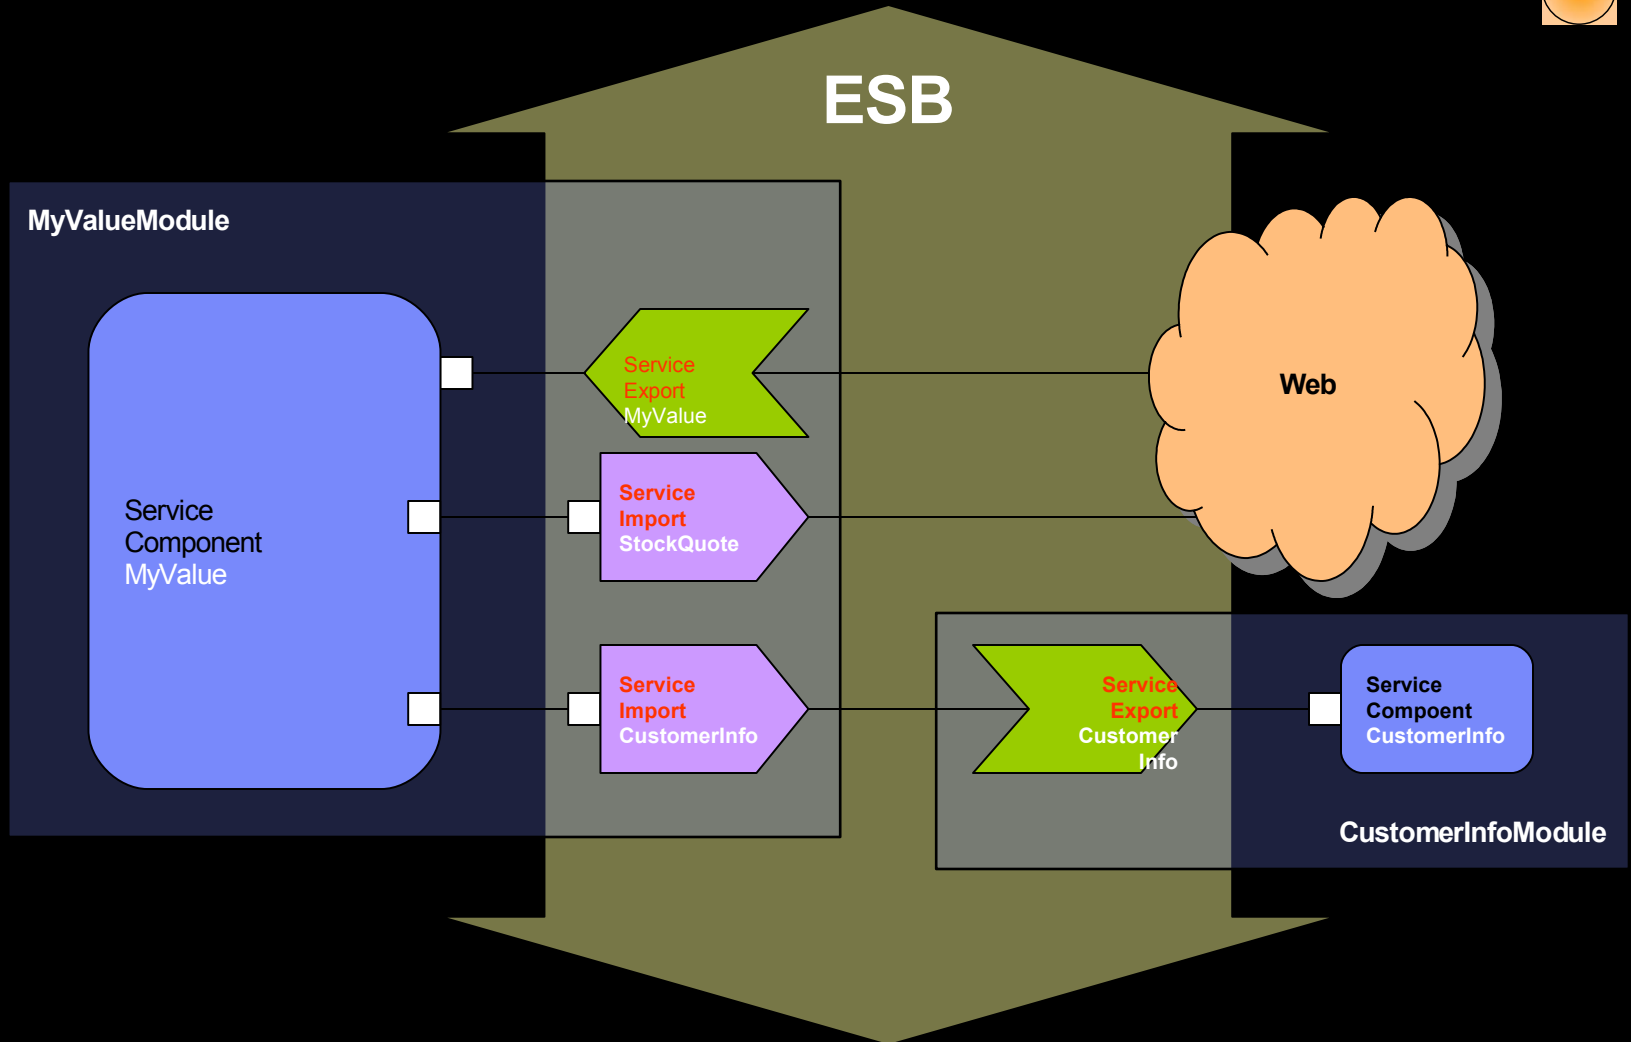 ESB
MyValueModule
Service
Export
MyValue
Web
Service
Component
MyValue
Service
Import
StockQuote
Service
Import
CustomerInfo
Service
Export
Customer
Info
Service
Compoent
CustomerInfo
CustomerInfoModule